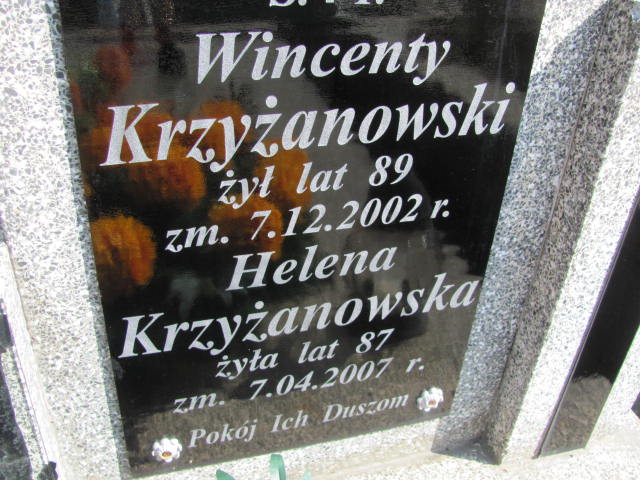 Ś. † P.
Wincenty
Krzyżanowski
żył lat 89
zm. 7.12.2002 r.
Helena
Krzyżanowska
żyła lat 87
zm. 7.04.2007 r.
Pokój Ich Duszom